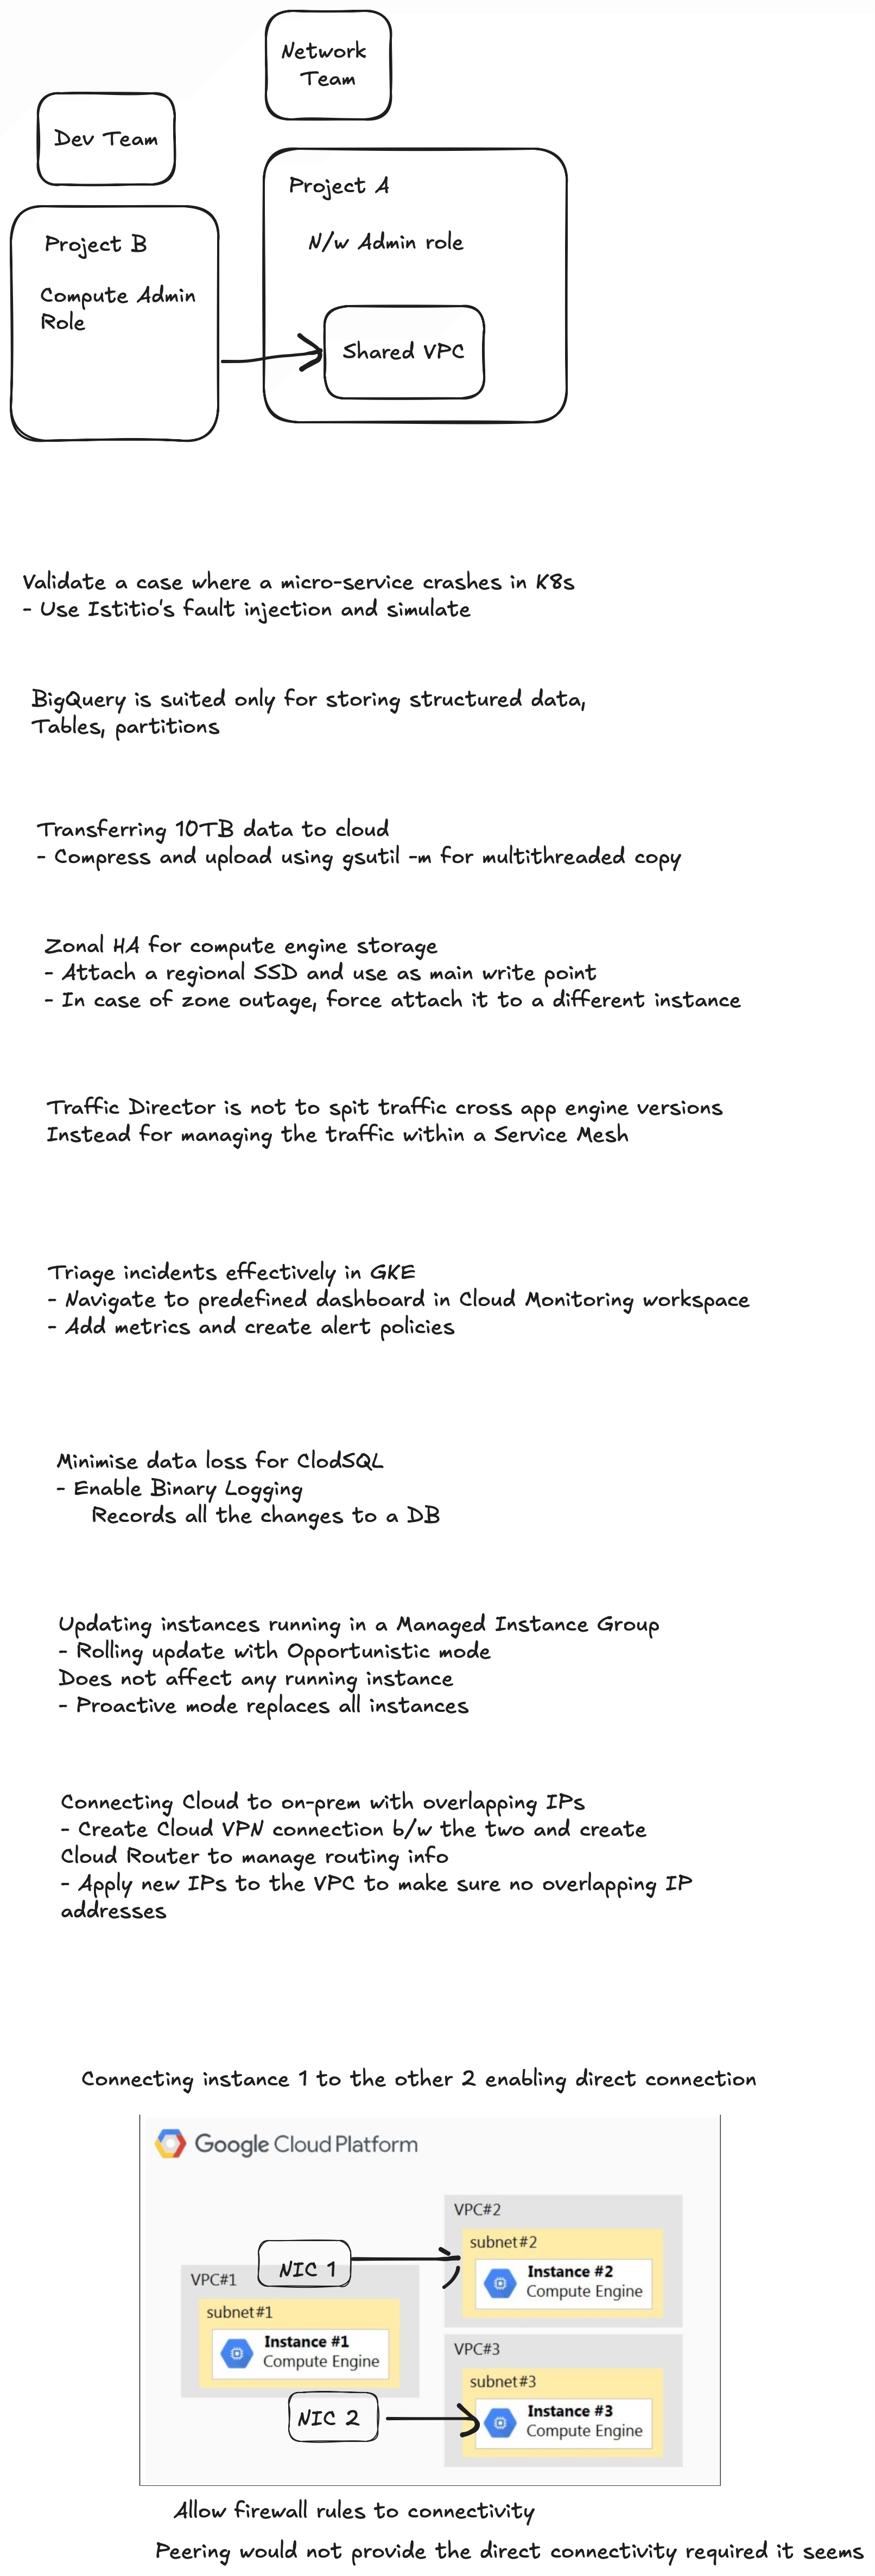 Network
Team
Dev Team
Project A
N/w Admin role
Project B
Compute Admin
Role
Shared VPC
Validate a case where a micro-service crashes in K8s
- Use Istitio's fault injection and simulate
BigQuery is suited only for storing structured data,
Tables, partitions
Transferring 10TB data to cloud
- Compress and upload using gsutil -m for multithreaded copy
Zonal HA for compute engine storage
- Attach a regional SSD and use as main write point
- In case of zone outage, force attach it to a different instance
Traffic Director is not to spit traffic cross app engine versions
Instead for managing the traffic within a Service Mesh
Triage incidents effectively in GKE
- Navigate to predefined dashboard in Cloud Monitoring workspace
- Add metrics and create alert policies
Minimise data loss for ClodSQL
- Enable Binary Logging
Records all the changes to a DB
Updating instances running in a Managed Instance Group
- Rolling update with Opportunistic mode
Does not affect any running instance
- Proactive mode replaces all instances
Connecting Cloud to on-prem with overlapping IPs
- Create Cloud VPN connection b/w the two and create
Cloud Router to manage routing info
- Apply new IPs to the VPC to make sure no overlapping IP
addresses
Connecting instance 1 to the other 2 enabling direct connection
Google Cloud Platform
VPC#2
subnet#2
Instance #2
Compute Engine
NIC 1
VPC#1
subnet#1
Instance #1
Compute Engine
VPC#3
subnet#3
Instance #3
Compute Engine
NIC 2
Allow firewall rules to connectivity
Peering would not provide the direct connectivity required it seems